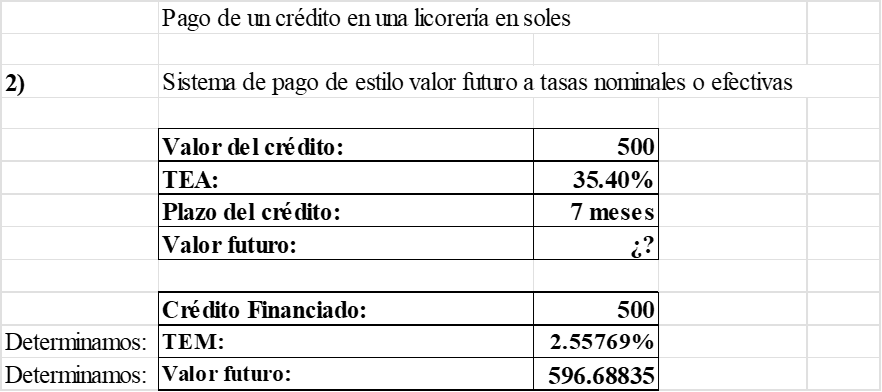 Pago de un crédito en una licorería en soles
2) Sistema de pago de estilo valor futuro a tasas nominales o efectivas
Valor del crédito: 500
TEA: 35.40%
Plazo del crédito: 7 meses
Valor futuro: ¿?
Crédito Financiado: 500
Determinamos: TEM: 2.55769%
Determinamos: Valor futuro: 596.68835